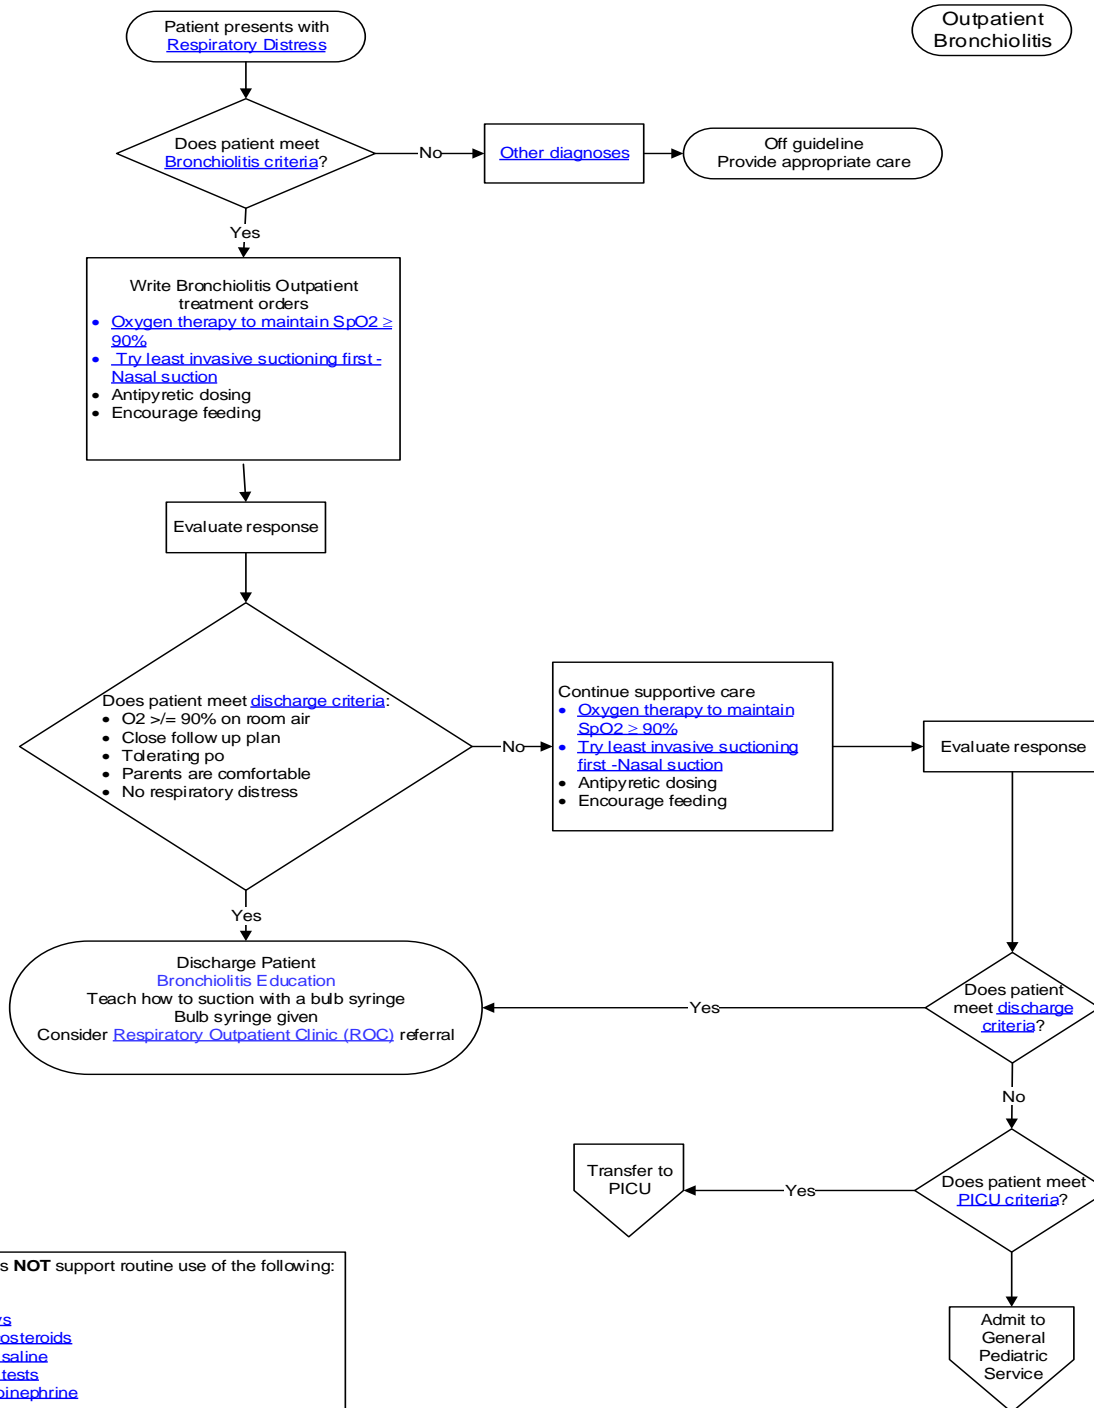 Outpatient
Bronchiolitis
Patient presents with
Respiratory Distress
Does patient meet
Bronchiolitis criteria?
No
Other diagnoses
Off guideline
Provide appropriate care
Yes
Write Bronchiolitis Outpatient
treatment orders
• Oxygen therapy to maintain SpO2 ≥
90%
• Try least invasive suctioning first -
Nasal suction
• Antipyretic dosing
• Encourage feeding
Evaluate response
Does patient meet discharge criteria:
• O2 >/= 90% on room air
• Close follow up plan
• Tolerating po
• Parents are comfortable
• No respiratory distress
No
Continue supportive care
• Oxygen therapy to maintain
SpO2 ≥ 90%
• Try least invasive suctioning
first -Nasal suction
• Antipyretic dosing
• Encourage feeding
Evaluate response
Yes
Discharge Patient
Bronchiolitis Education
Teach how to suction with a bulb syringe
Bulb syringe given
Consider Respiratory Outpatient Clinic (ROC) referral
Yes
Does patient
meet discharge
criteria?
No
Does patient meet
PICU criteria?
Yes
Transfer to
PICU
Admit to
General
Pediatric
Service
NOT support routine use of the following:
saline
tests